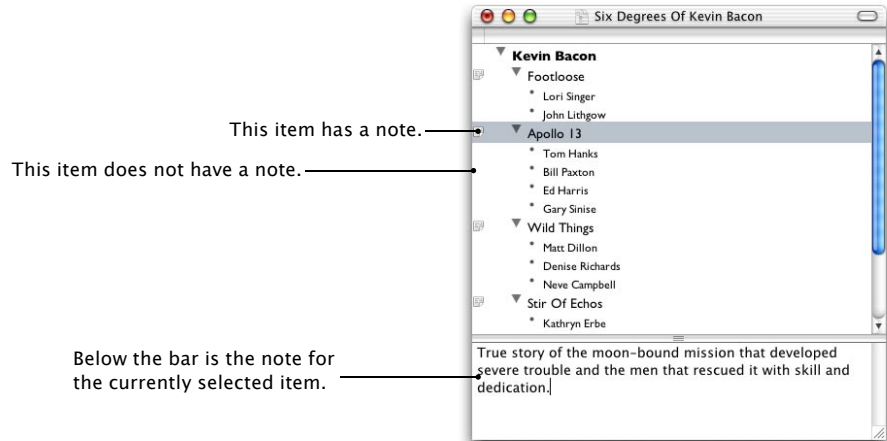 Six Degrees Of Kevin Bacon
Kevin Bacon
Footloose
Lori Singer
John Lithgow
This item has a note.
Apollo 13
Tom Hanks
This item does not have a note.
Bill Paxton
Ed Harris
Gary Sinise
Wild Things
Matt Dillon
Denise Richards
Neve Campbell
Stir Of Echos
Kathryn Erbe
Below the bar is the note for
the currently selected item.
True story of the moon-bound mission that developed
severe trouble and the men that rescued it with skill and
dedication.